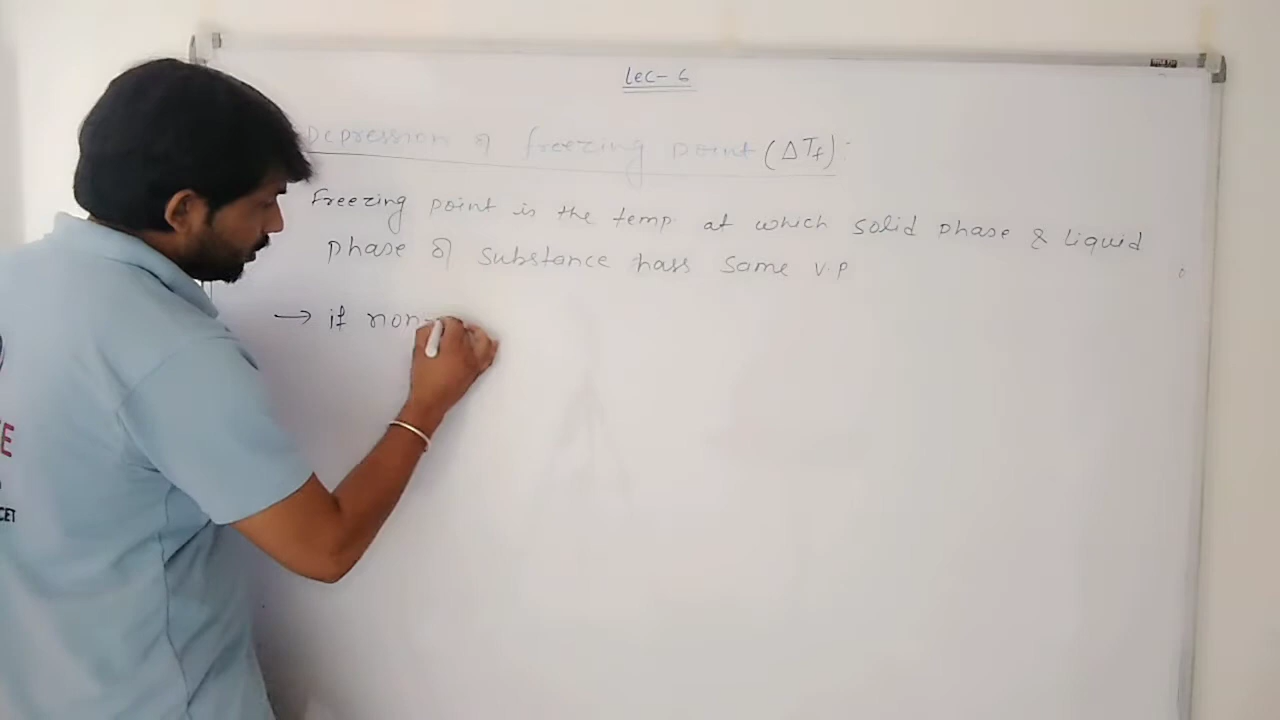 Lec- 6
Depression of freezing point (ΔTf):
Freezing point is the temp. at which solid phase & Liquid
phase of substance hass same V.P
→ if non-
E
CET